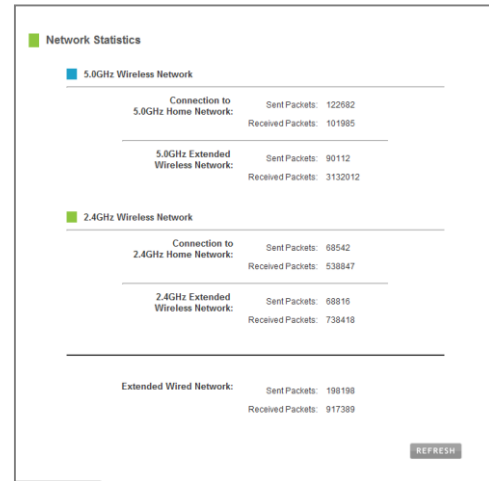 Network Statistics
5.0GHz Wireless Network
Connection to
5.0GHz Home Network:
Sent Packets: 122682
Received Packets: 101985
5.0GHz Extended
Wireless Network:
Sent Packets: 90112
Received Packets: 3132012
2.4GHz Wireless Network
Connection to
2.4GHz Home Network:
Sent Packets: 68542
Received Packets: 538847
2.4GHz Extended
Wireless Network:
Sent Packets: 68816
Received Packets: 738418
Extended Wired Network:
Sent Packets: 198198
Received Packets: 917389
REFRESH